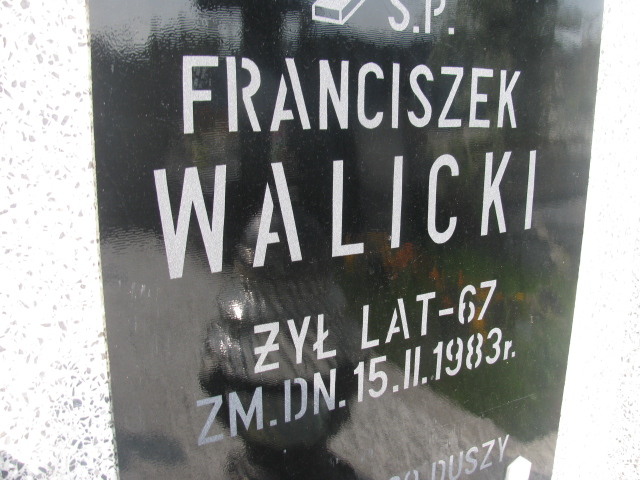 Ś.P.
FRANCISZEK
WALICKI
ŻYŁ LAT-67
ZM.DN.15.II.1983r.
DUSZY